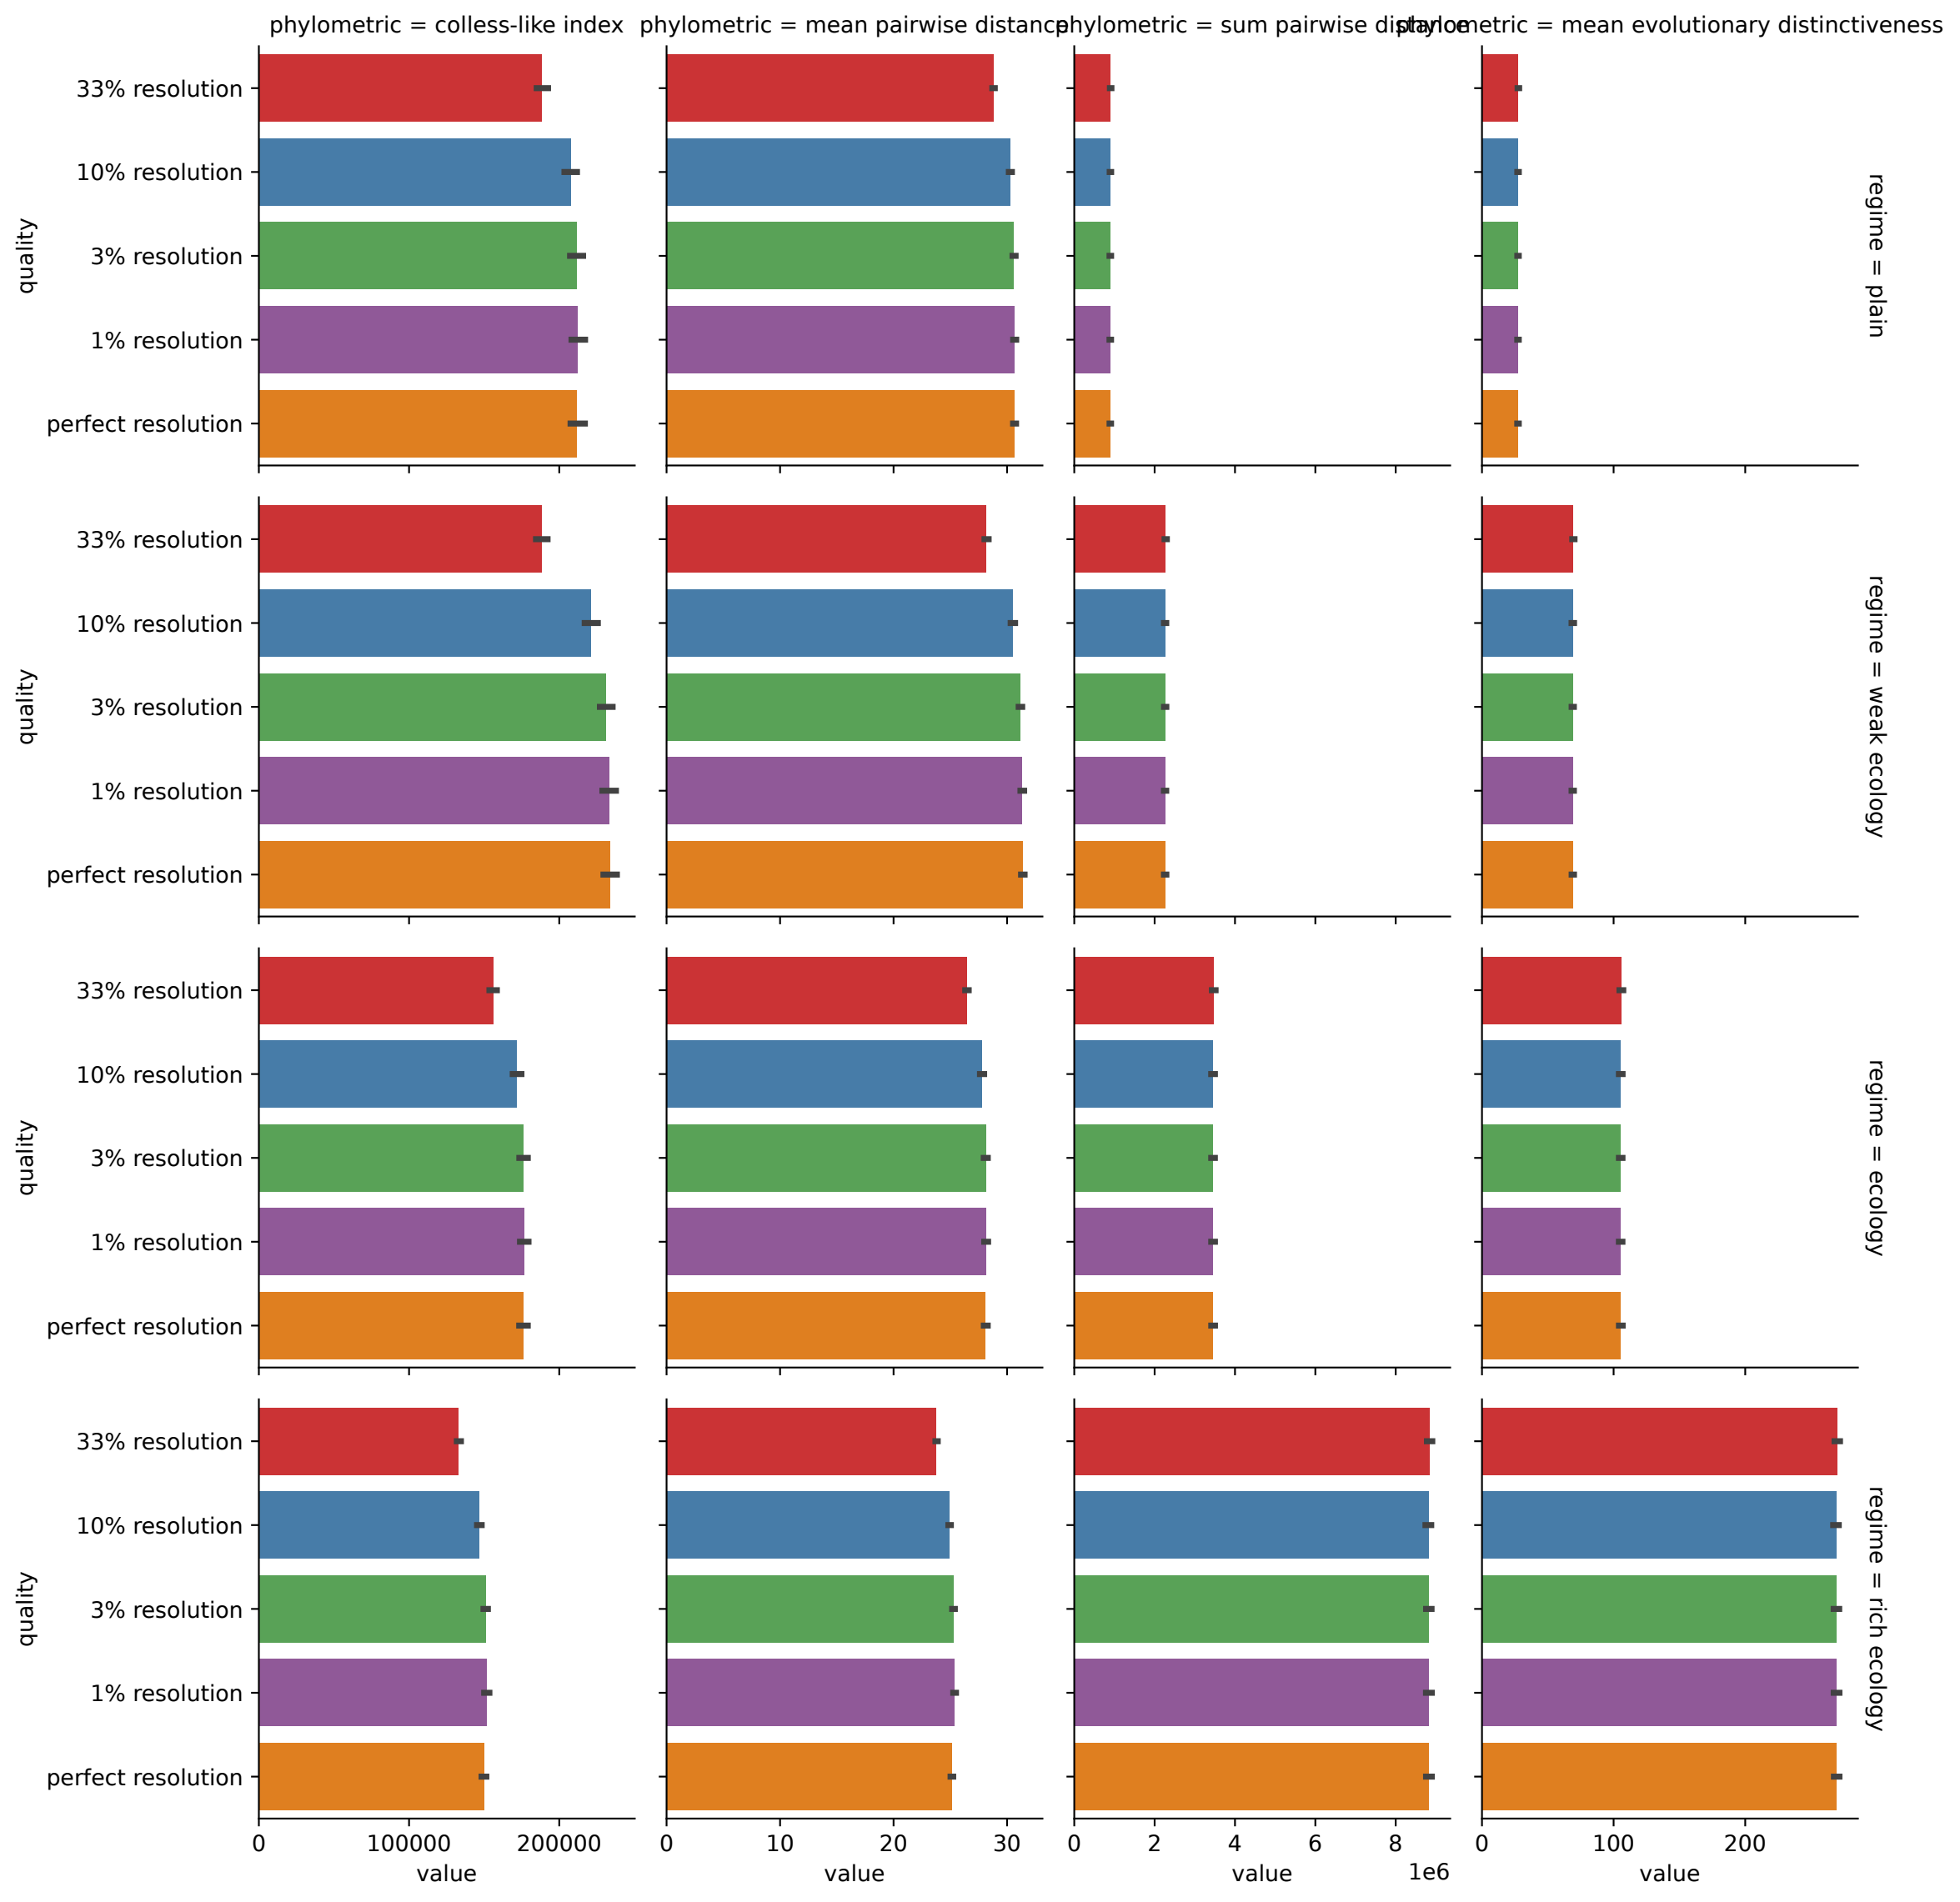 phylometric = colless-like index
phylometric = mean pairwise distance
phylometric = sum pairwise distance
phylometric = mean evolutionary distinctiveness
quality
33% resolution
10% resolution
3% resolution
1% resolution
perfect resolution
regime = plain
quality
33% resolution
10% resolution
3% resolution
1% resolution
perfect resolution
regime = weak ecology
quality
33% resolution
10% resolution
3% resolution
1% resolution
perfect resolution
regime = ecology
quality
33% resolution
10% resolution
3% resolution
1% resolution
perfect resolution
regime = rich ecology
0 100000 200000
value
0 10 20 30
value
0 2 4 6 8
1e6
value
0 100 200
value